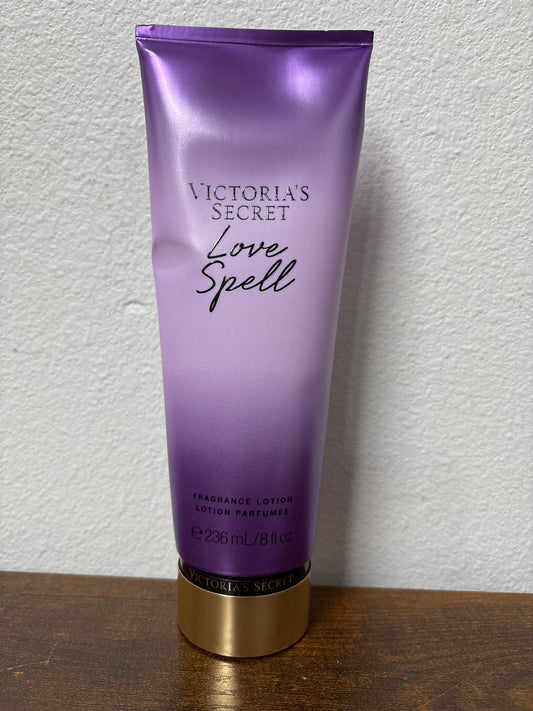 VICTORIA'S
SECRET
Love
Spell
FRAGRANCE LOTION
LOTION PARFUMÉE
℮ 236 mL/8 fl oz
VICTORIA'S SECRET